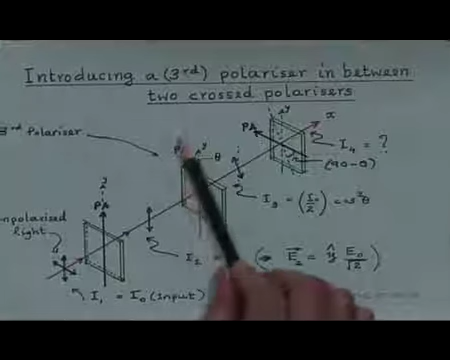 Introducing a (3rd) polariser in between
two crossed polarisers
3rd Polariser
PA
y
x
I4 = ?
(90-θ)
θ
I3 = (I0/2) cos²θ
y
PA
unpolarised
light
I2 =
(⇒ E2 = ŷ E0/√2)
I1 = I0 (Input)